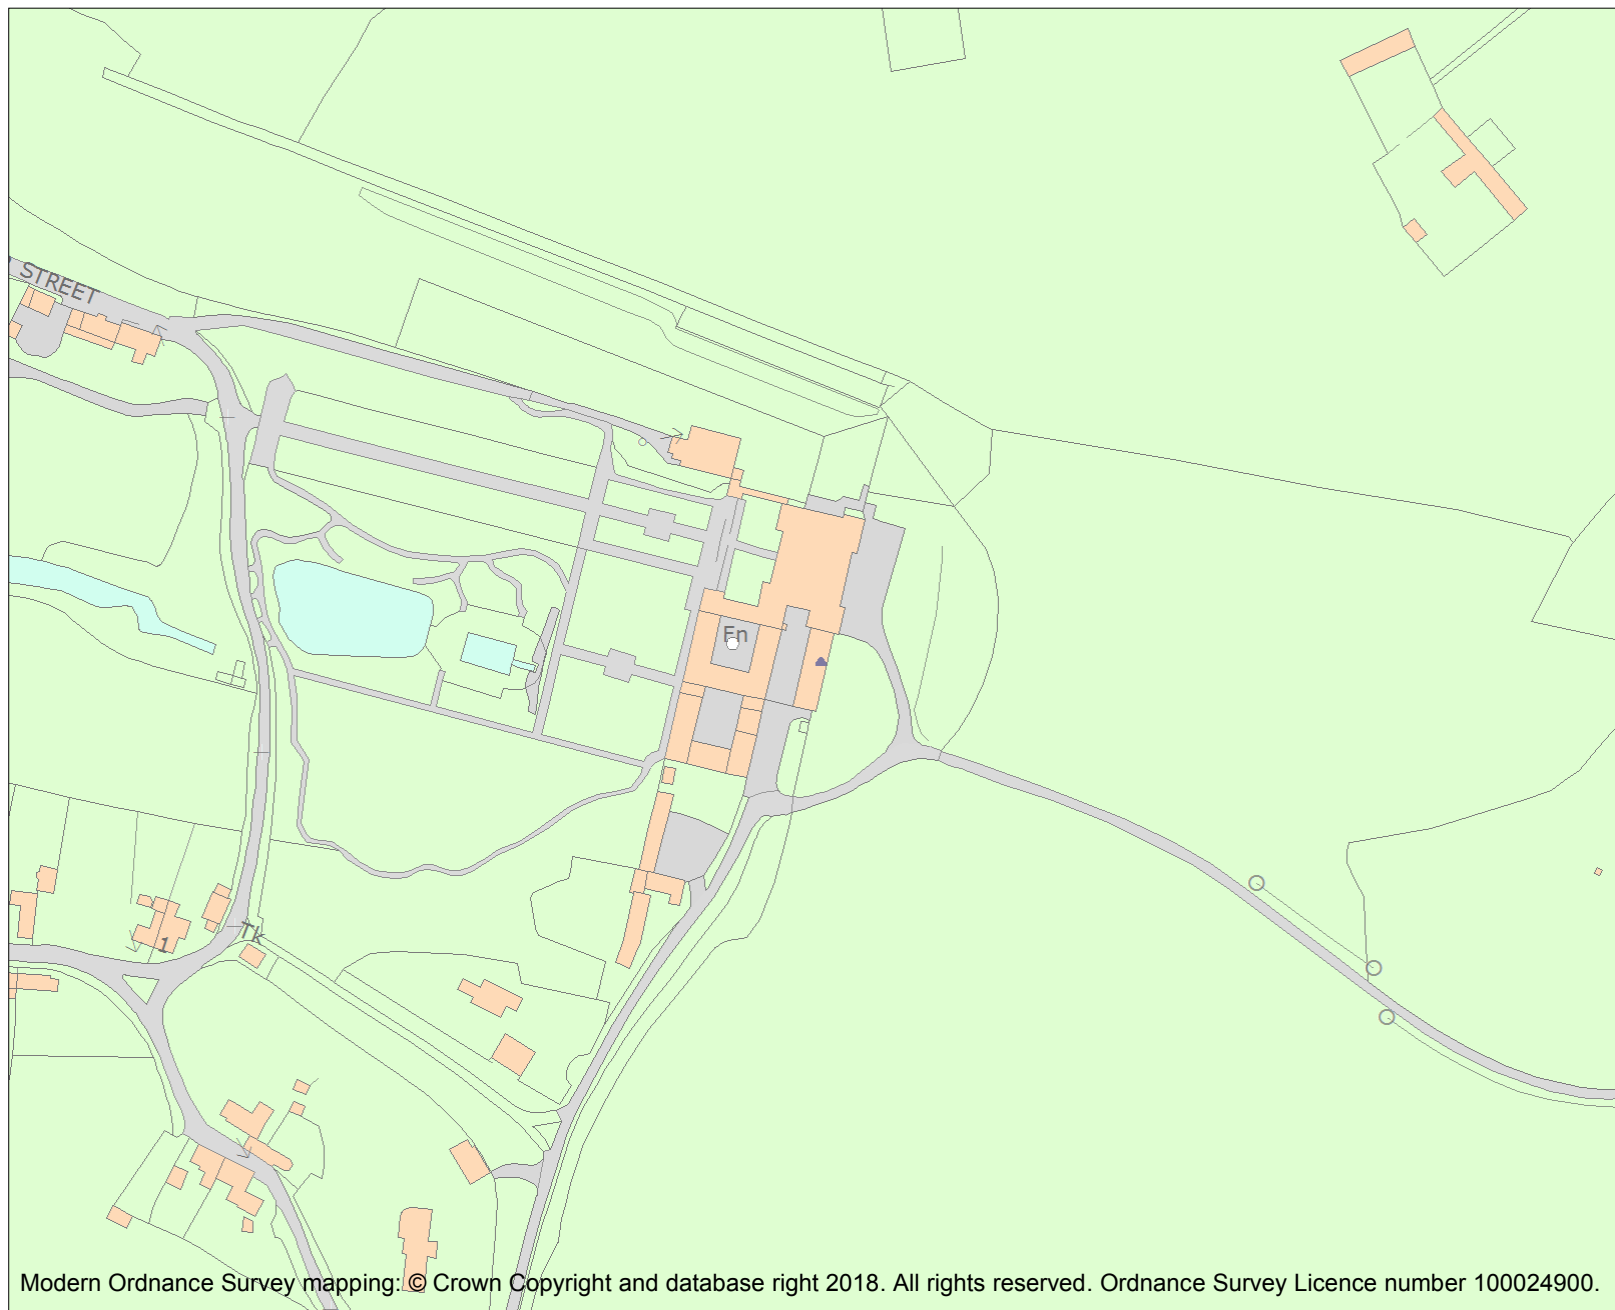 STREET
En
Tk
1
Modern Ordnance Survey mapping: © Crown Copyright and database right 2018. All rights reserved. Ordnance Survey Licence number 100024900.